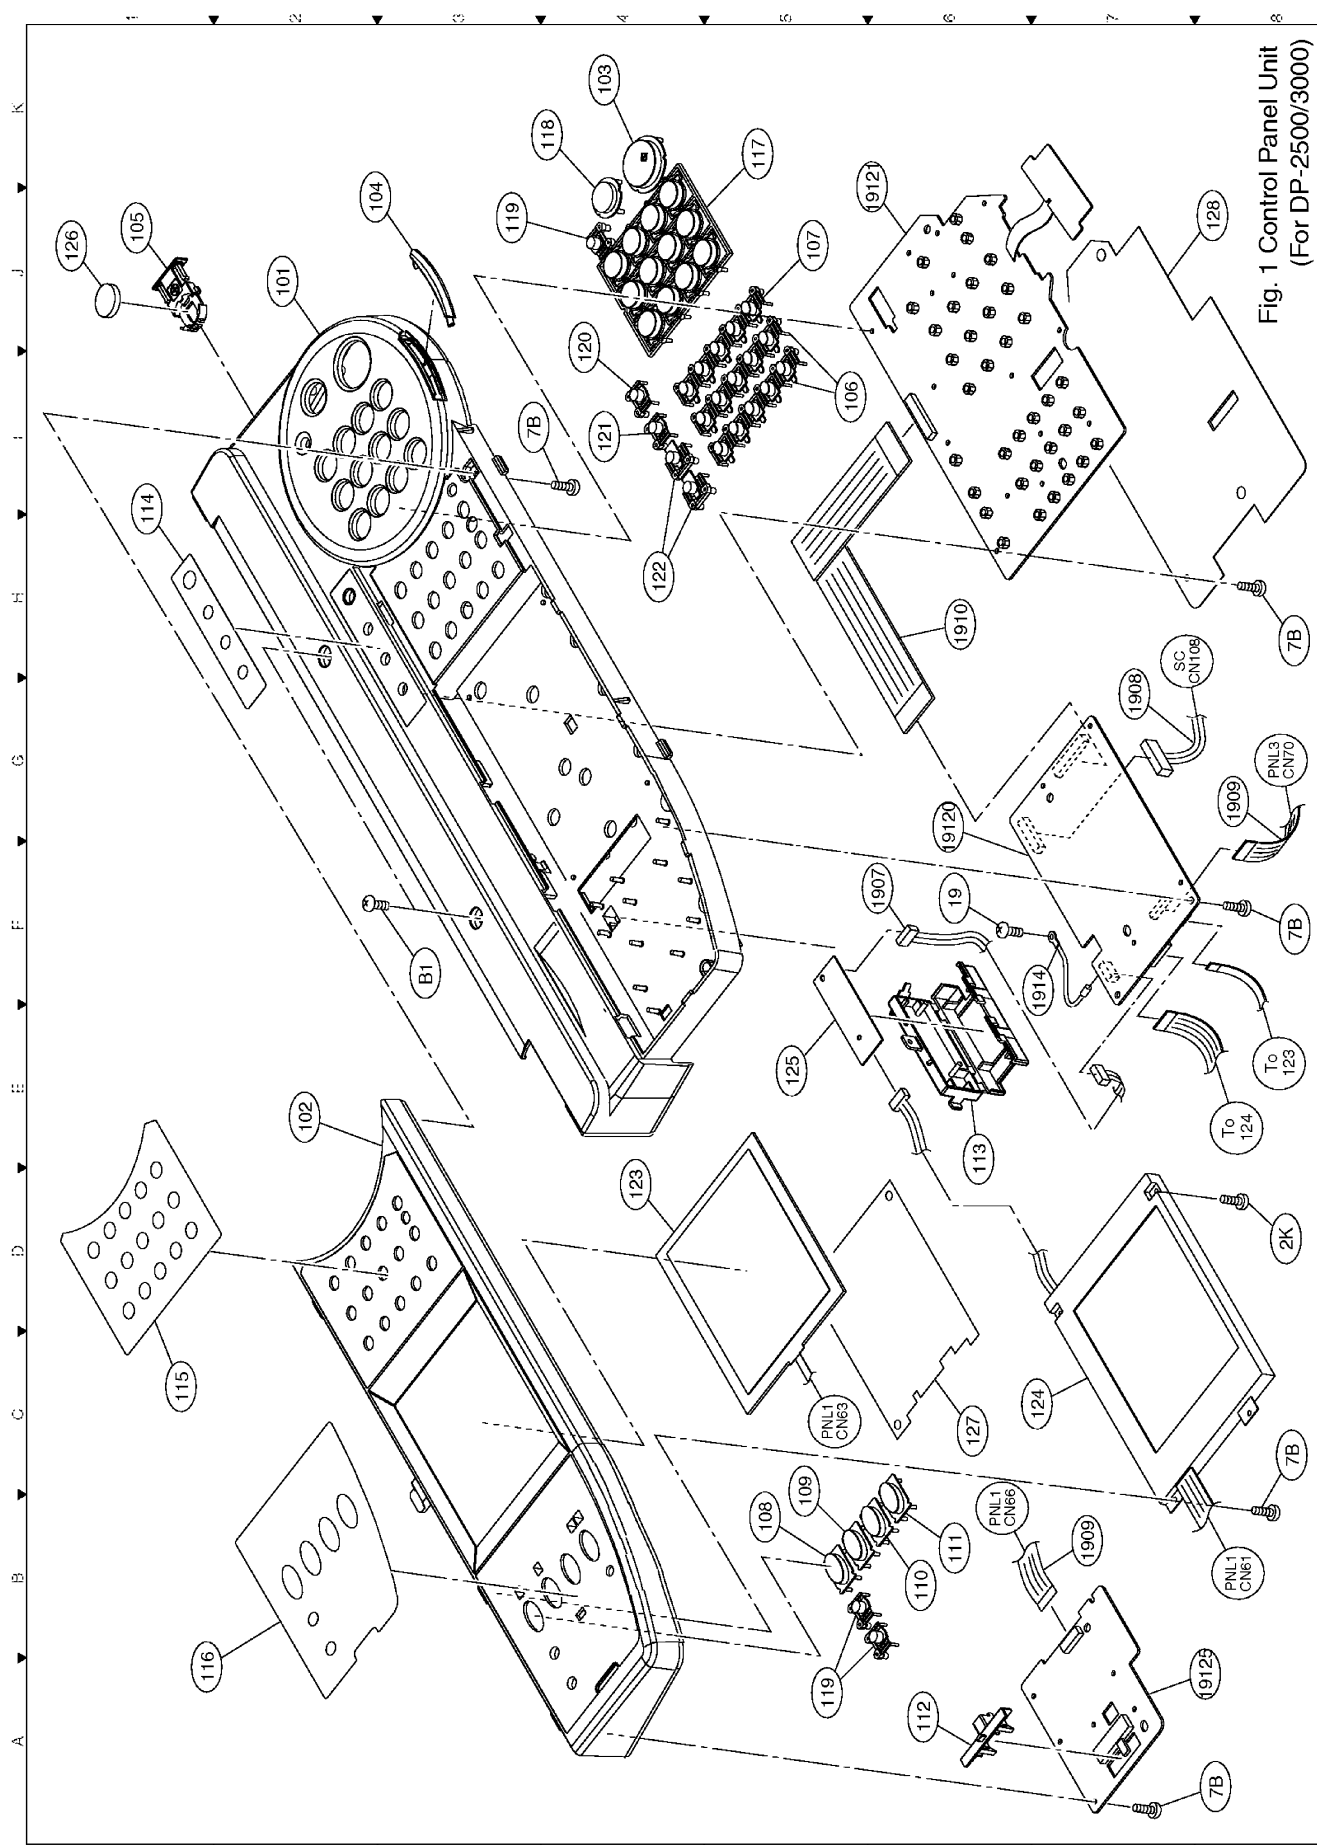 A
B
C
D
E
F
G
H
I
J
K
1
2
3
4
5
6
7
8
126
105
114
115
116
101
102
104
B1
119
7B
118
120
103
121
123
122
117
108
125
109
107
119
PNL1
CN63
106
1907
110
112
19120
111
19
1910
127
113
19121
PNL1
CN66
1914
124
1909
1908
SC
CN108
19125
To
124
128
7B
PNL1
CN61
1909
To
123
PNL3
CN70
2K
7B
7B
7B
Fig. 1 Control Panel Unit
(For DP-2500/3000)